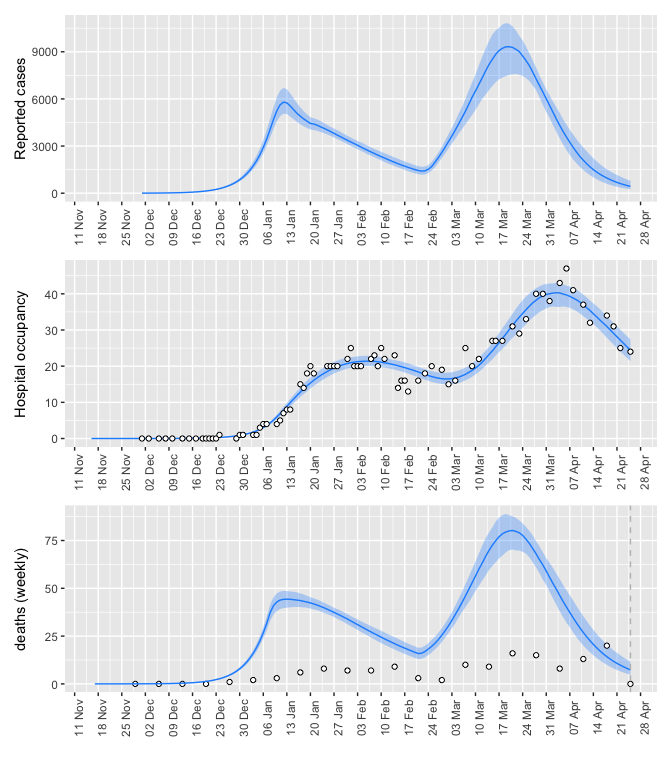 Reported cases
9000
6000
3000
0
11 Nov 18 Nov 25 Nov 02 Dec 09 Dec 16 Dec 23 Dec 30 Dec 06 Jan 13 Jan 20 Jan 27 Jan 03 Feb 10 Feb 17 Feb 24 Feb 03 Mar 10 Mar 17 Mar 24 Mar 31 Mar 07 Apr 14 Apr 21 Apr 28 Apr
Hospital occupancy
40
30
20
10
0
11 Nov 18 Nov 25 Nov 02 Dec 09 Dec 16 Dec 23 Dec 30 Dec 06 Jan 13 Jan 20 Jan 27 Jan 03 Feb 10 Feb 17 Feb 24 Feb 03 Mar 10 Mar 17 Mar 24 Mar 31 Mar 07 Apr 14 Apr 21 Apr 28 Apr
deaths (weekly)
75
50
25
0
11 Nov 18 Nov 25 Nov 02 Dec 09 Dec 16 Dec 23 Dec 30 Dec 06 Jan 13 Jan 20 Jan 27 Jan 03 Feb 10 Feb 17 Feb 24 Feb 03 Mar 10 Mar 17 Mar 24 Mar 31 Mar 07 Apr 14 Apr 21 Apr 28 Apr